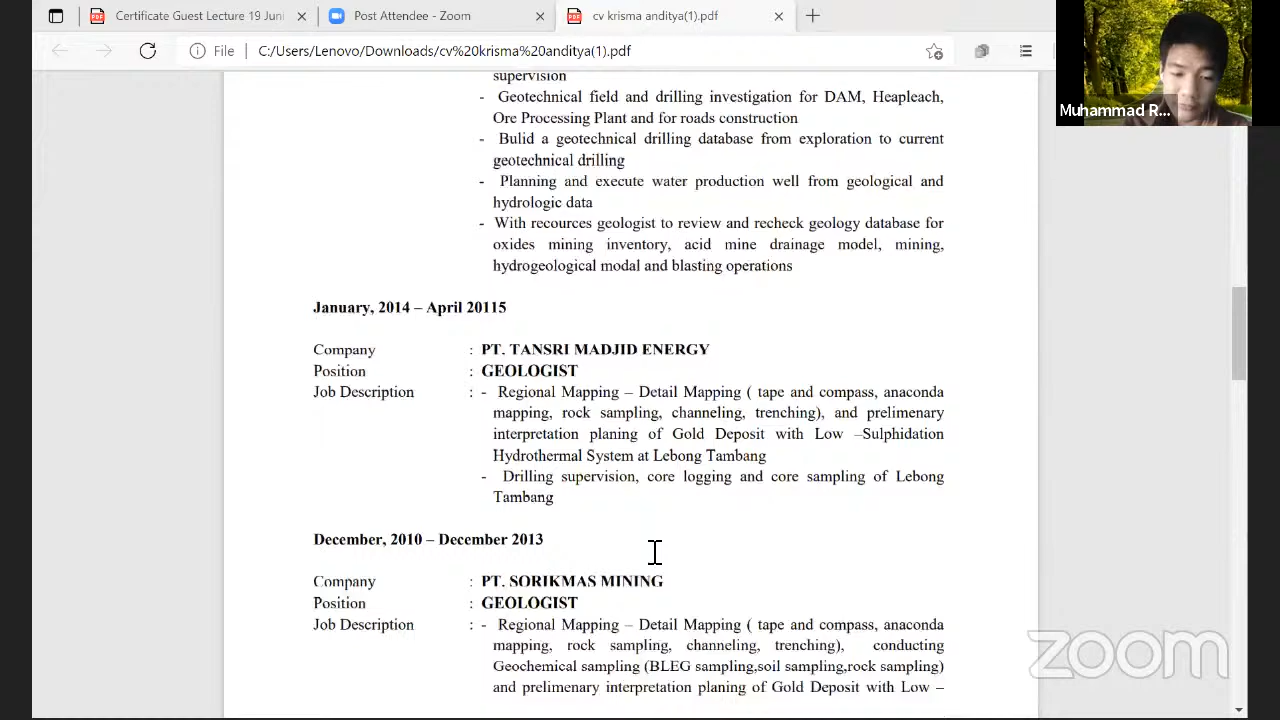 Certificate Guest Lecture 19 Juni
Post Attendee - Zoom
cv krisma anditya(1).pdf
File
C:/Users/Lenovo/Downloads/cv%20krisma%20anditya(1).pdf
Muhammad R...
supervision
- Geotechnical field and drilling investigation for DAM, Heapleach,
Ore Processing Plant and for roads construction
- Bulid a geotechnical drilling database from exploration to current
geotechnical drilling
- Planning and execute water production well from geological and
hydrologic data
- With recources geologist to review and recheck geology database for
oxides mining inventory, acid mine drainage model, mining,
hydrogeological modal and blasting operations
January, 2014 – April 20115
Company : PT. TANSRI MADJID ENERGY
Position : GEOLOGIST
Job Description : - Regional Mapping – Detail Mapping ( tape and compass, anaconda
mapping, rock sampling, channeling, trenching), and prelimenary
interpretation planing of Gold Deposit with Low –Sulphidation
Hydrothermal System at Lebong Tambang
- Drilling supervision, core logging and core sampling of Lebong
Tambang
December, 2010 – December 2013
Company : PT. SORIKMAS MINING
Position : GEOLOGIST
Job Description : - Regional Mapping – Detail Mapping ( tape and compass, anaconda
mapping, rock sampling, channeling, trenching), conducting
Geochemical sampling (BLEG sampling,soil sampling,rock sampling)
and prelimenary interpretation planing of Gold Deposit with Low –
zoom